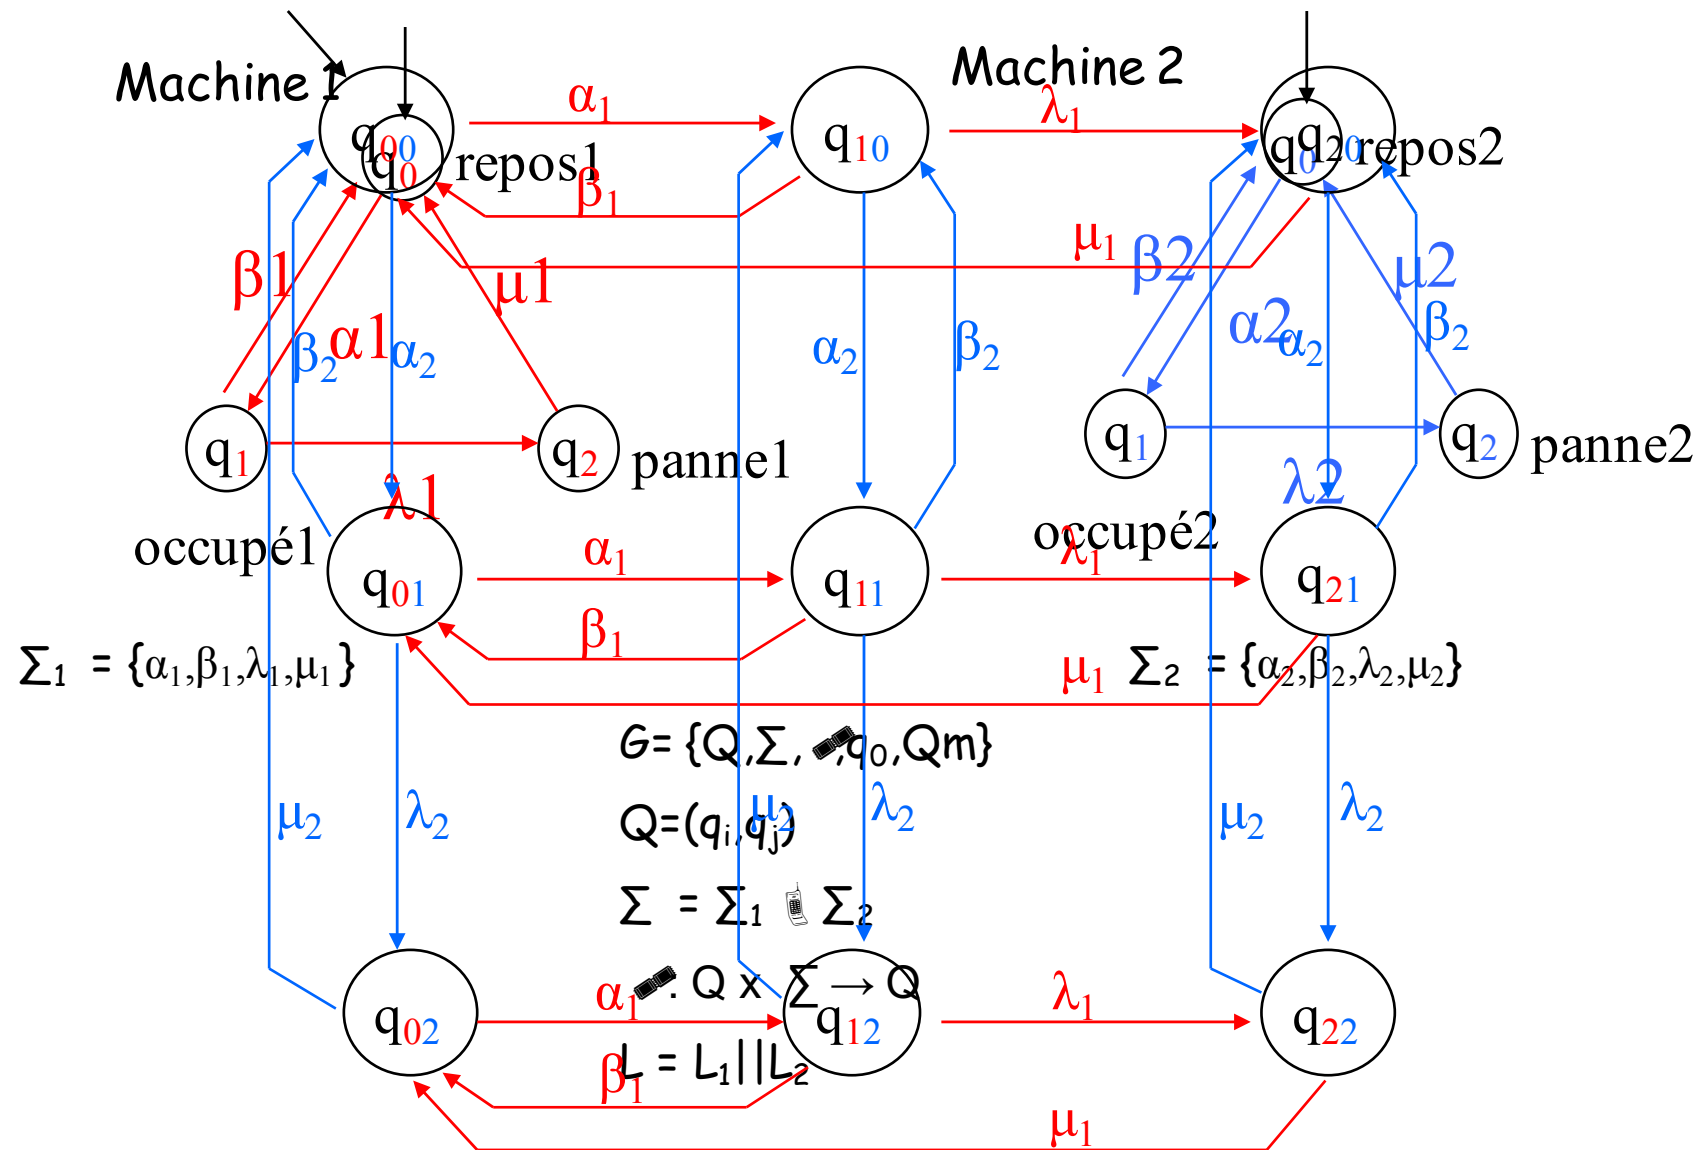 Machine 1
Machine 2
α1
λ1
q00
q0
repos1
q10
q0
q20
repos2
β1
μ1
β1
μ1
β2
μ2
β2
α1
α2
α2
β2
α2
α2
β2
q1
q2
panne1
q1
q2
panne2
λ1
λ2
occupé1
occupé2
α1
λ1
q01
q11
q21
β1
Σ1 = {α1,β1,λ1,μ1}
μ1
Σ2 = {α2,β2,λ2,μ2}
G= {Q,Σ, ,q0,Qm}
μ2
λ2
μ2
λ2
μ2
λ2
Q=(qi,qj)
Σ = Σ1 Σ2
: Q x Σ → Q
α1
λ1
q02
q12
q22
L = L1||L2
β1
μ1